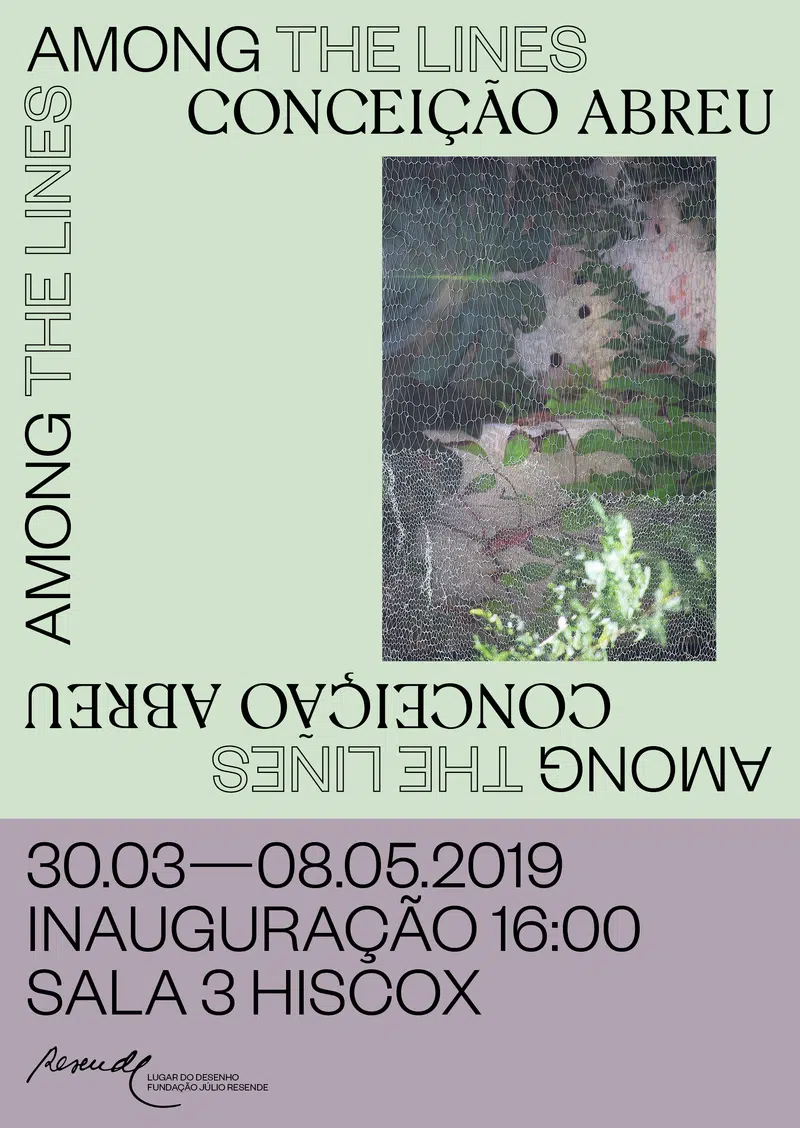 AMONG THE LINES
CONCEIÇÃO ABREU
AMONG THE LINES
CONCEIÇÃO ABREU
AMONG THE LINES
30.03—08.05.2019
INAUGURAÇÃO 16:00
SALA 3 HISCOX
Resende
LUGAR DO DESENHO
FUNDAÇÃO JÚLIO RESENDE